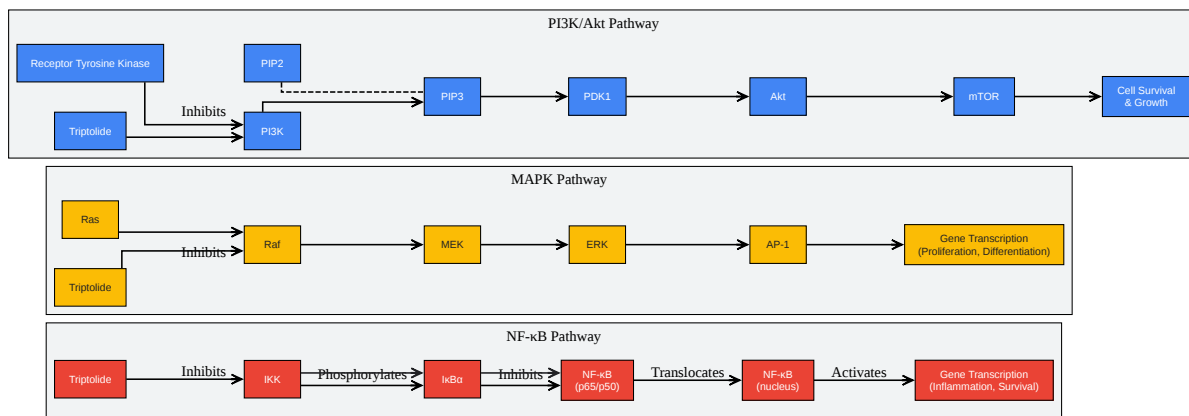 PI3K/Akt Pathway
Receptor Tyrosine Kinase
PIP2
Inhibits
Triptolide
PI3K
PIP3
PDK1
Akt
mTOR
Cell Survival
& Growth
MAPK Pathway
Ras
Inhibits
Triptolide
Raf
MEK
ERK
AP-1
Gene Transcription
(Proliferation, Differentiation)
NF-κB Pathway
Triptolide
Inhibits
IKK
Phosphorylates
IκBα
Inhibits
NF-κB
(p65/p50)
Translocates
NF-κB
(nucleus)
Activates
Gene Transcription
(Inflammation, Survival)